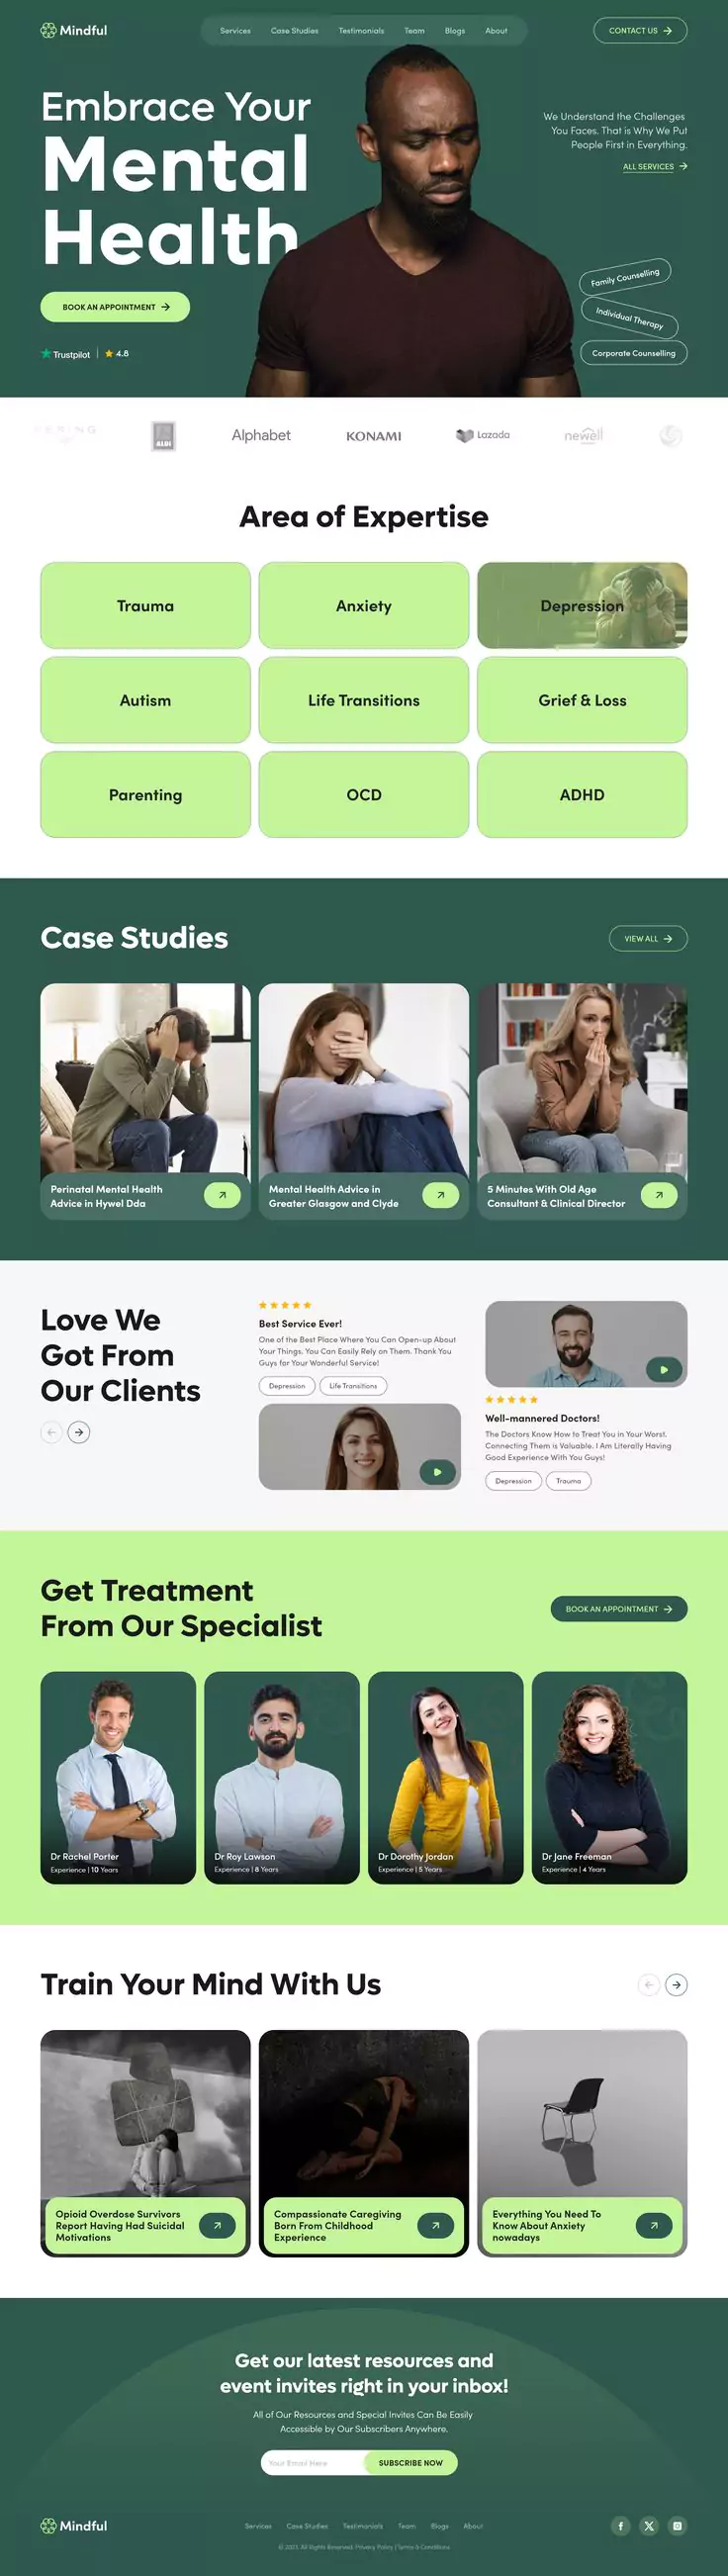 Mindful
Services Case Studies Testimonials Team Blogs About
CONTACT US
Embrace Your
Mental
Health
We Understand the Challenges
You Faces. That is Why We Put
People First in Everything.
ALL SERVICES
BOOK AN APPOINTMENT
Trustpilot 4.8
Family Counselling
Individual Therapy
Corporate Counselling
ALDI
Alphabet
KONAMI
Lazada
newell
Area of Expertise
Trauma
Anxiety
Depression
Autism
Life Transitions
Grief & Loss
Parenting
OCD
ADHD
Case Studies
VIEW ALL
Perinatal Mental Health
Advice in Hywel Dda
Mental Health Advice in
Greater Glasgow and Clyde
5 Minutes With Old Age
Consultant & Clinical Director
Love We
Got From
Our Clients
Best Service Ever!
One of the Best Place Where You Can Open-up About
Your Things. You Can Easily Rely on Them. Thank You
Guys for Your Wonderful Service!
Depression
Life Transitions
Well-mannered Doctors!
The Doctors Know How to Treat You in Your Worst.
Connecting Them is Valuable. I Am Literally Having
Good Experience With You Guys!
Depression
Trauma
Get Treatment
From Our Specialist
BOOK AN APPOINTMENT
Dr Rachel Porter
Experience | 10 Years
Dr Roy Lawson
Experience | 8 Years
Dr Dorothy Jordan
Experience | 5 Years
Dr Jane Freeman
Experience | 4 Years
Train Your Mind With Us
Opioid Overdose Survivors
Report Having Had Suicidal
Motivations
Compassionate Caregiving
Born From Childhood
Experience
Everything You Need To
Know About Anxiety
nowadays
Get our latest resources and
event invites right in your inbox!
All of Our Resources and Special Invites Can Be Easily
Accessible by Our Subscribers Anywhere.
Your Email Here
SUBSCRIBE NOW
Mindful
Services Case Studies Testimonials Team Blogs About
All Rights Reserved. Privacy Policy | Terms & Conditions